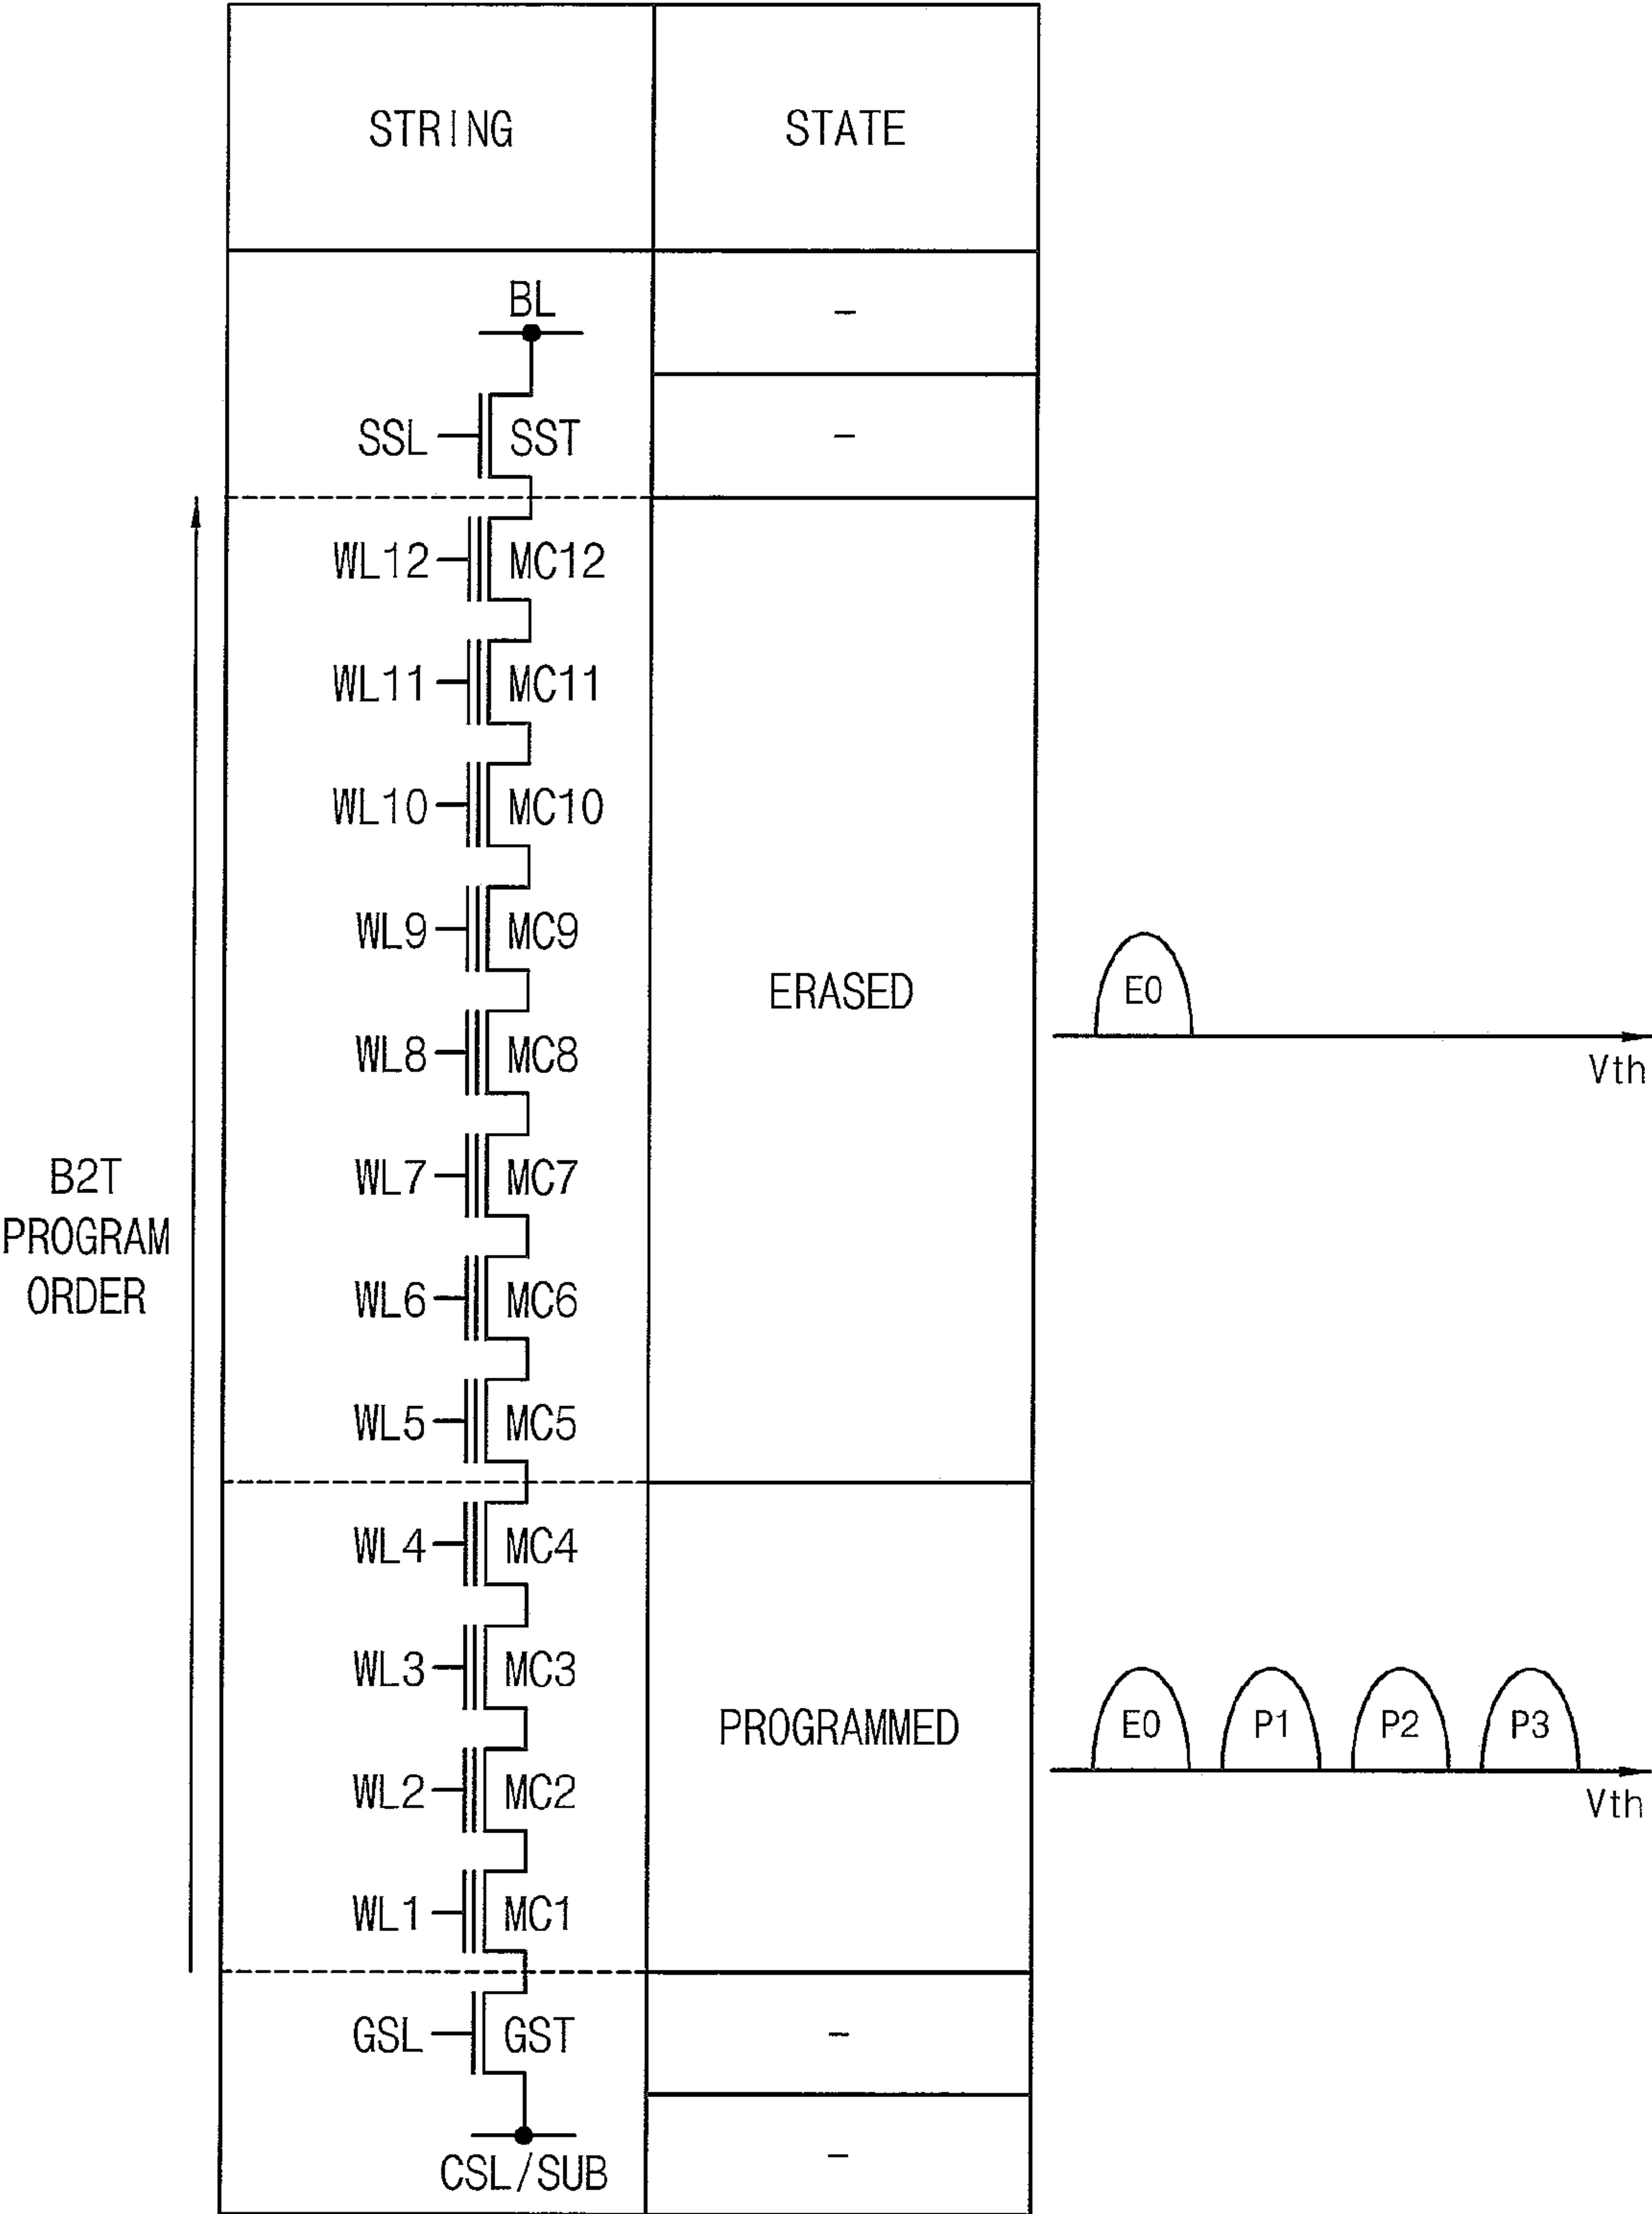 STRING STATE
BL -
SSL SST -
WL12 MC12
WL11 MC11
WL10 MC10
WL9 MC9
ERASED
E0
WL8 MC8
Vth
B2T
PROGRAM
ORDER
WL7 MC7
WL6 MC6
WL5 MC5
WL4 MC4
WL3 MC3
PROGRAMMED
E0 P1 P2 P3
WL2 MC2
Vth
WL1 MC1
GSL GST -
CSL/SUB -